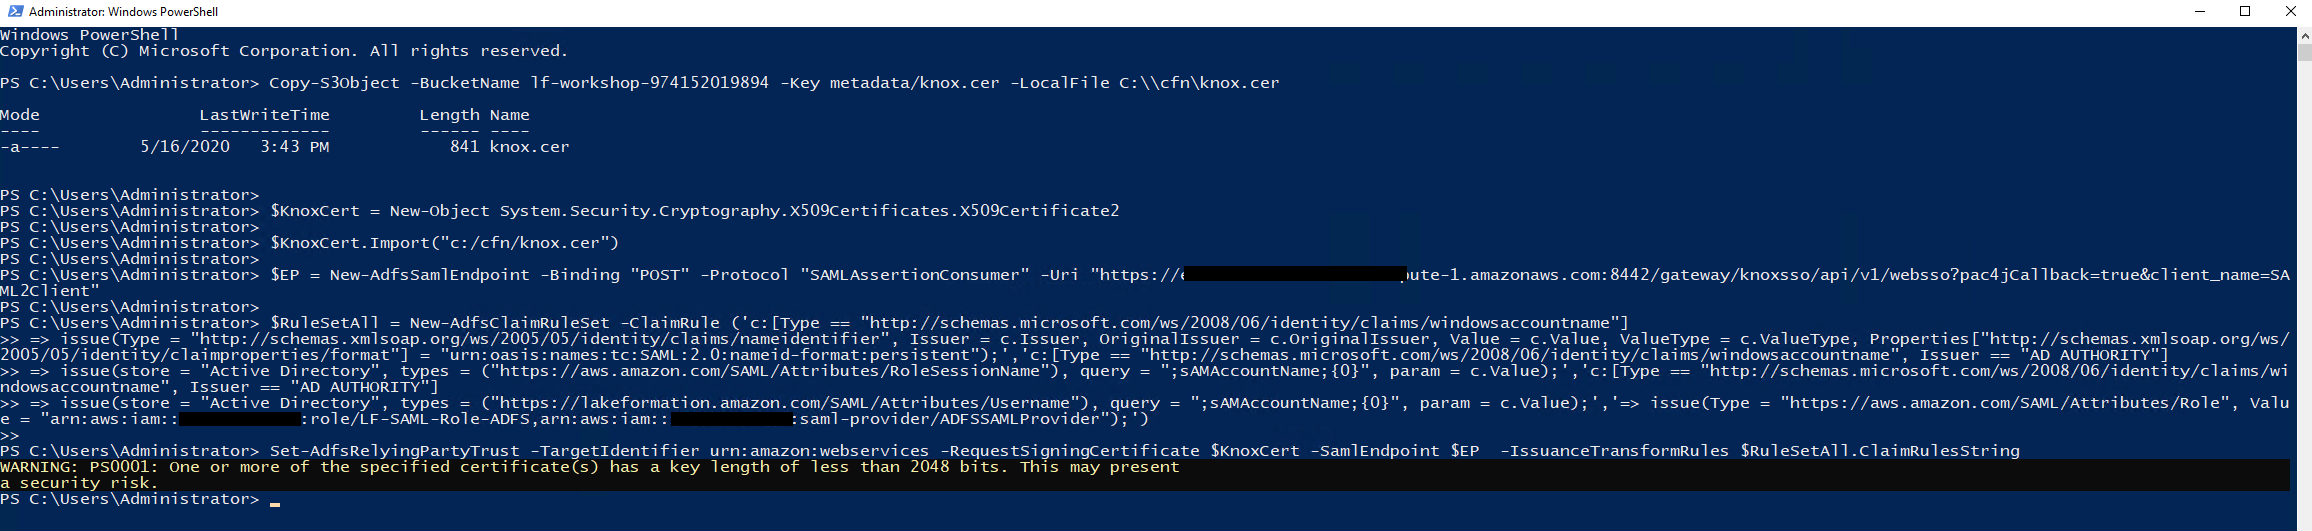 Administrator: Windows PowerShell
Windows PowerShell
Copyright (C) Microsoft Corporation. All rights reserved.
PS C:\Users\Administrator> Copy-S3Object -BucketName lf-workshop-974152019894 -Key metadata/knox.cer -LocalFile C:\\cfn\knox.cer
Mode                LastWriteTime         Length Name
----                -------------         ------ ----
-a----        5/16/2020   3:43 PM            841 knox.cer
PS C:\Users\Administrator>
PS C:\Users\Administrator> $KnoxCert = New-Object System.Security.Cryptography.X509Certificates.X509Certificate2
PS C:\Users\Administrator>
PS C:\Users\Administrator> $KnoxCert.Import("c:/cfn/knox.cer")
PS C:\Users\Administrator>
PS C:\Users\Administrator> $EP = New-AdfsSamlEndpoint -Binding "POST" -Protocol "SAMLAssertionConsumer" -Uri "https://e pute-1.amazonaws.com:8442/gateway/knoxsso/api/v1/websso?pac4jCallback=true&client_name=SA
ML2Client"
PS C:\Users\Administrator>
PS C:\Users\Administrator> $RuleSetAll = New-AdfsClaimRuleSet -ClaimRule ('c:[Type == "http://schemas.microsoft.com/ws/2008/06/identity/claims/windowsaccountname"]
>> => issue(Type = "http://schemas.xmlsoap.org/ws/2005/05/identity/claims/nameidentifier", Issuer = c.Issuer, OriginalIssuer = c.OriginalIssuer, Value = c.Value, ValueType = c.ValueType, Properties["http://schemas.xmlsoap.org/ws/
2005/05/identity/claimproperties/format"] = "urn:oasis:names:tc:SAML:2.0:nameid-format:persistent");','c:[Type == "http://schemas.microsoft.com/ws/2008/06/identity/claims/windowsaccountname", Issuer == "AD AUTHORITY"]
>> => issue(store = "Active Directory", types = ("https://aws.amazon.com/SAML/Attributes/RoleSessionName"), query = ";sAMAccountName;{0}", param = c.Value);','c:[Type == "http://schemas.microsoft.com/ws/2008/06/identity/claims/wi
ndowsaccountname", Issuer == "AD AUTHORITY"]
>> => issue(store = "Active Directory", types = ("https://lakeformation.amazon.com/SAML/Attributes/Username"), query = ";sAMAccountName;{0}", param = c.Value);','=> issue(Type = "https://aws.amazon.com/SAML/Attributes/Role", Valu
e = "arn:aws:iam:: :role/LF-SAML-Role-ADFS,arn:aws:iam:: :saml-provider/ADFSSAMLProvider");')
>>
PS C:\Users\Administrator> Set-AdfsRelyingPartyTrust -TargetIdentifier urn:amazon:webservices -RequestSigningCertificate $KnoxCert -SamlEndpoint $EP  -IssuanceTransformRules $RuleSetAll.ClaimRulesString
WARNING: PS0001: One or more of the specified certificate(s) has a key length of less than 2048 bits. This may present
a security risk.
PS C:\Users\Administrator> _